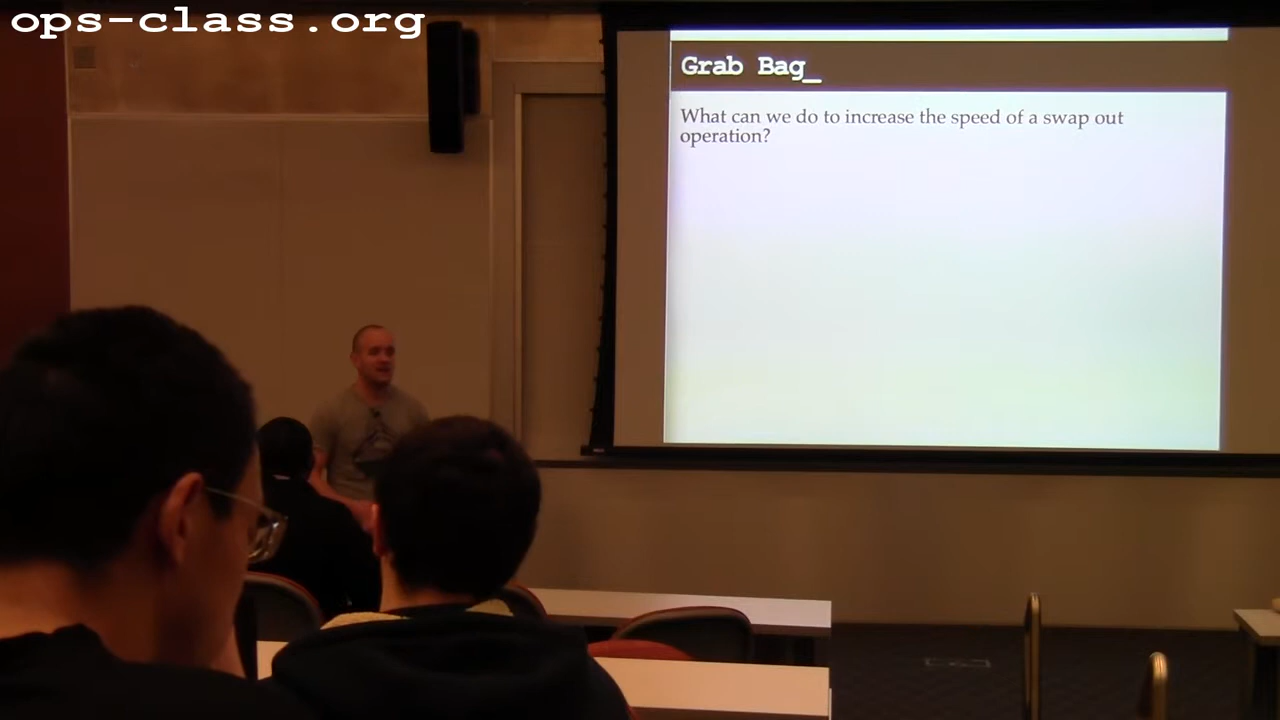 ops-class.org
Grab Bag_
What can we do to increase the speed of a swap out
operation?